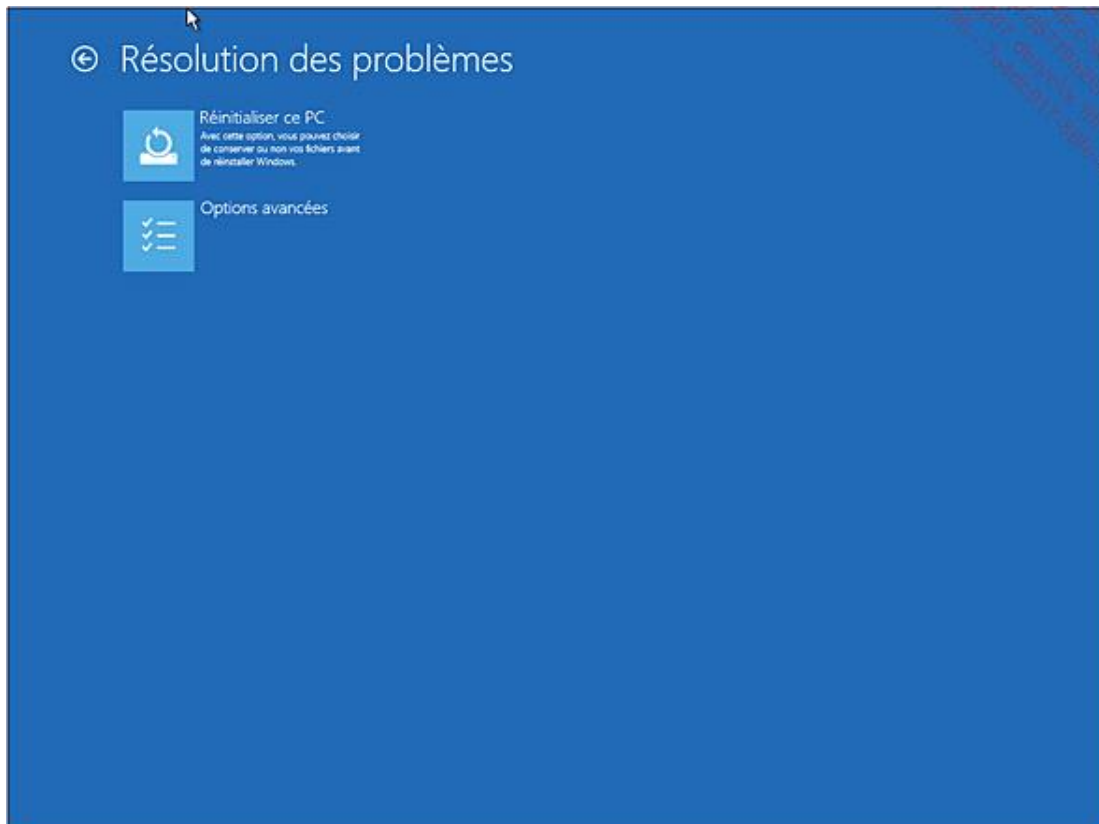 Résolution des problèmes
Réinitialiser ce PC
Avec cette option, vous pouvez choisir
de conserver ou non vos fichiers avant
de réinstaller Windows.
Options avancées